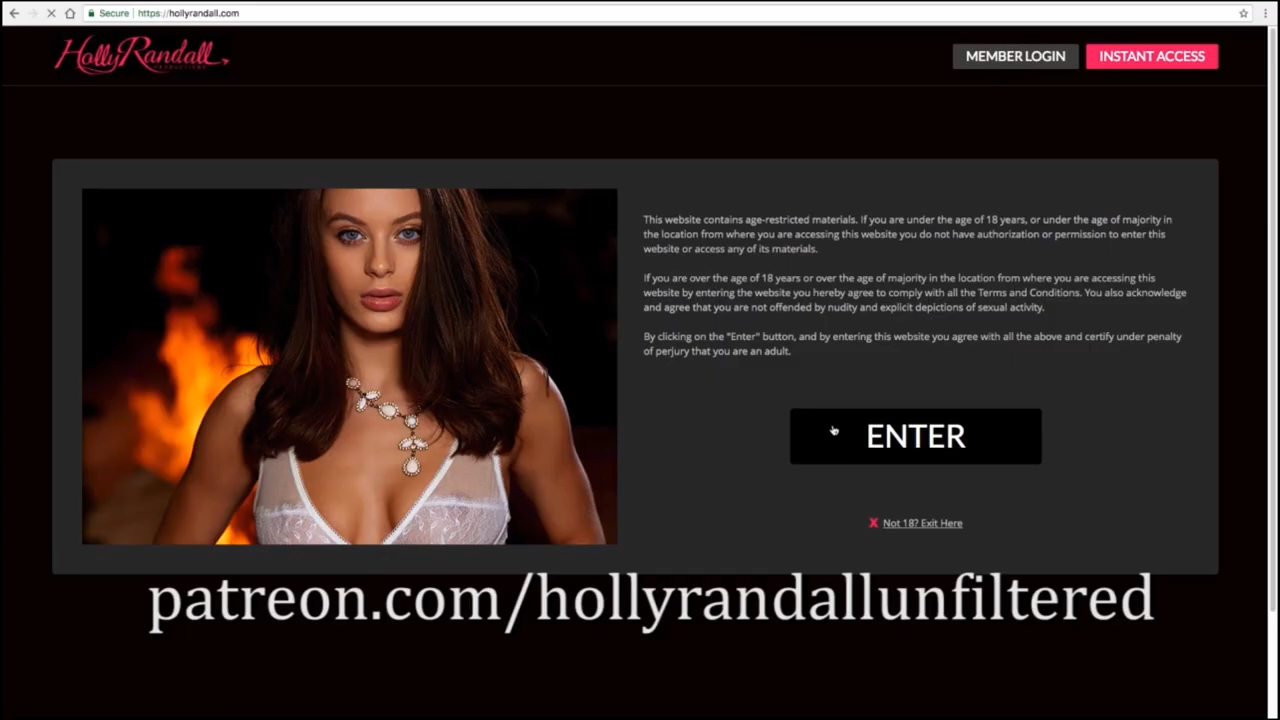 Secure
https://hollyrandall.com
HollyRandall
PRODUCTIONS
MEMBER LOGIN
INSTANT ACCESS
This website contains age-restricted materials. If you are under the age of 18 years, or under the age of majority in
the location from where you are accessing this website you do not have authorization or permission to enter this
website or access any of its materials.
If you are over the age of 18 years or over the age of majority in the location from where you are accessing this
website by entering the website you hereby agree to comply with all the Terms and Conditions. You also acknowledge
and agree that you are not offended by nudity and explicit depictions of sexual activity.
By clicking on the "Enter" button, and by entering this website you agree with all the above and certify under penalty
of perjury that you are an adult.
ENTER
X Not 18? Exit Here
patreon.com/hollyrandallunfiltered